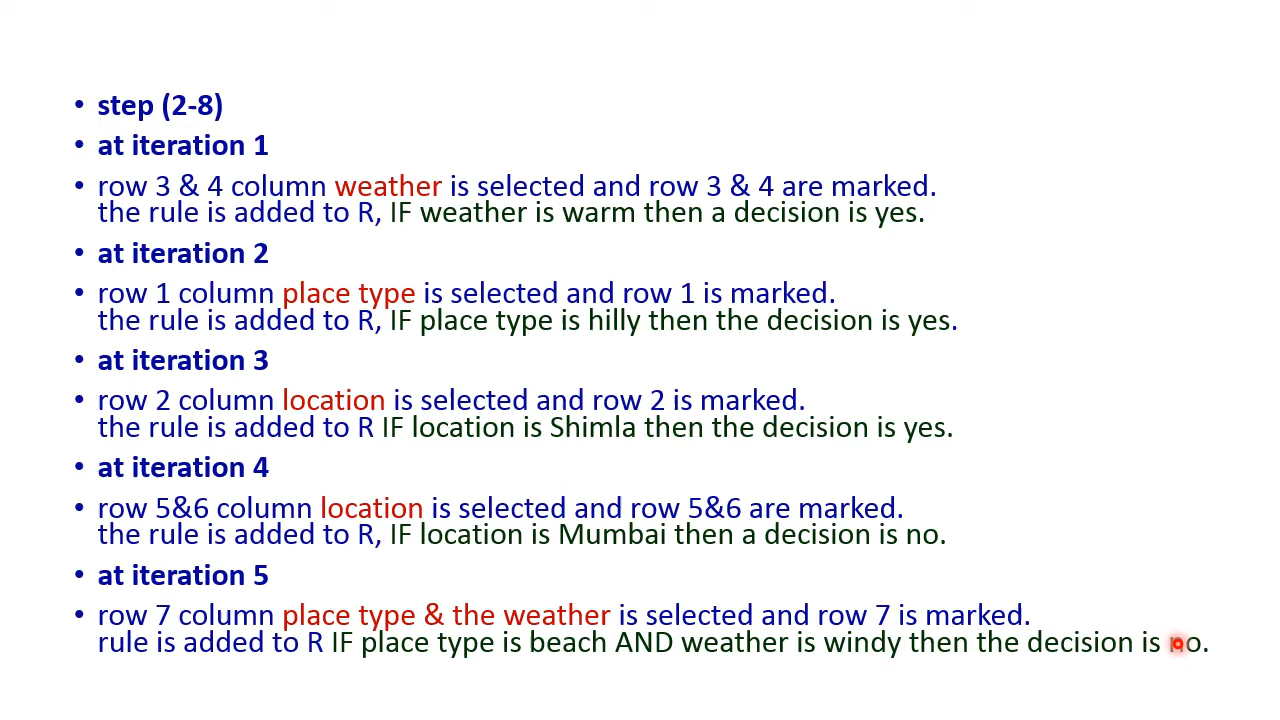 • step (2-8)
• at iteration 1
• row 3 & 4 column weather is selected and row 3 & 4 are marked.
the rule is added to R, IF weather is warm then a decision is yes.
• at iteration 2
• row 1 column place type is selected and row 1 is marked.
the rule is added to R, IF place type is hilly then the decision is yes.
• at iteration 3
• row 2 column location is selected and row 2 is marked.
the rule is added to R IF location is Shimla then the decision is yes.
• at iteration 4
• row 5&6 column location is selected and row 5&6 are marked.
the rule is added to R, IF location is Mumbai then a decision is no.
• at iteration 5
• row 7 column place type & the weather is selected and row 7 is marked.
rule is added to R IF place type is beach AND weather is windy then the decision is no.